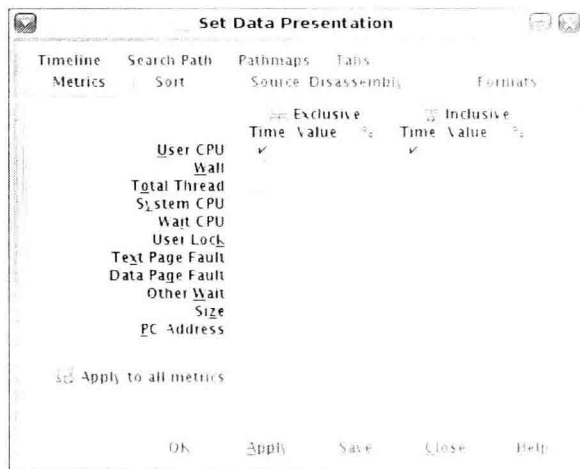 Set Data Presentation
Timeline Search Path Pathmaps Tabs
Metrics Sort Source/Disassembly Formats
Exclusive Inclusive
Time Value % Time Value %
User CPU ✓ ✓
Wall
Total Thread
System CPU
Wait CPU
User Lock
Text Page Fault
Data Page Fault
Other Wait
Size
PC Address
Apply to all metrics
OK Apply Save Close Help